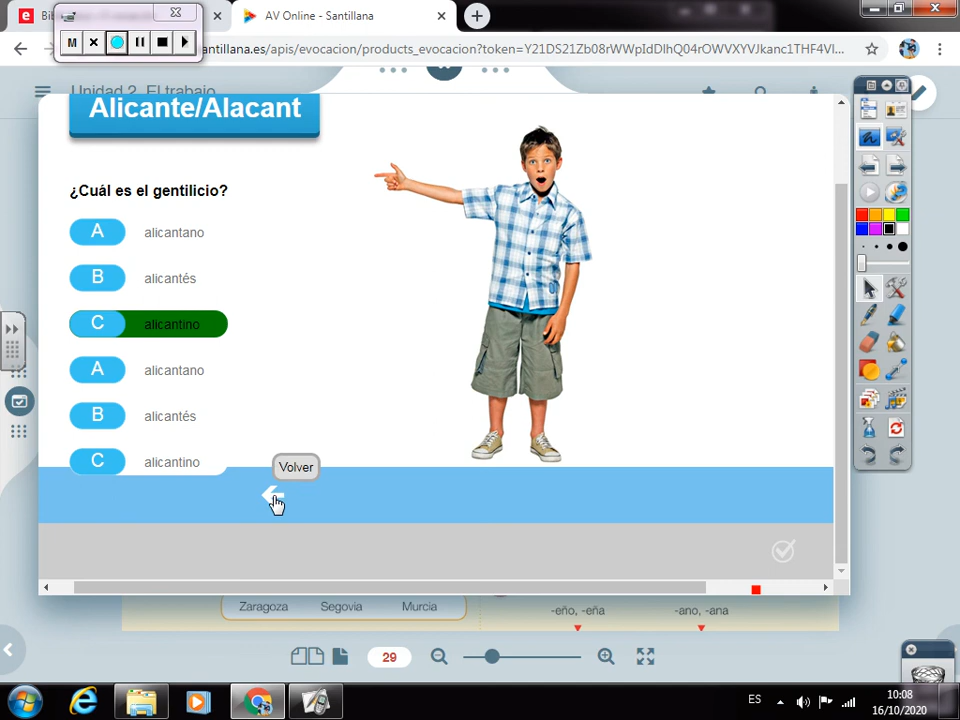 AV Online - Santillana
M
santillana.es/apis/evocacion/products_evocacion?token=Y21DS21Zb08rWWpIdDlhQ04rOWVXYVJkanc1THF4Vl...
Unidad 2. El trabajo
Alicante/Alacant
¿Cuál es el gentilicio?
A alicantano
B alicantés
C alicantino
A alicantano
B alicantés
C alicantino
Volver
Zaragoza Segovia Murcia
-eño, -eña
-ano, -ana
29
ES
10:08
16/10/2020